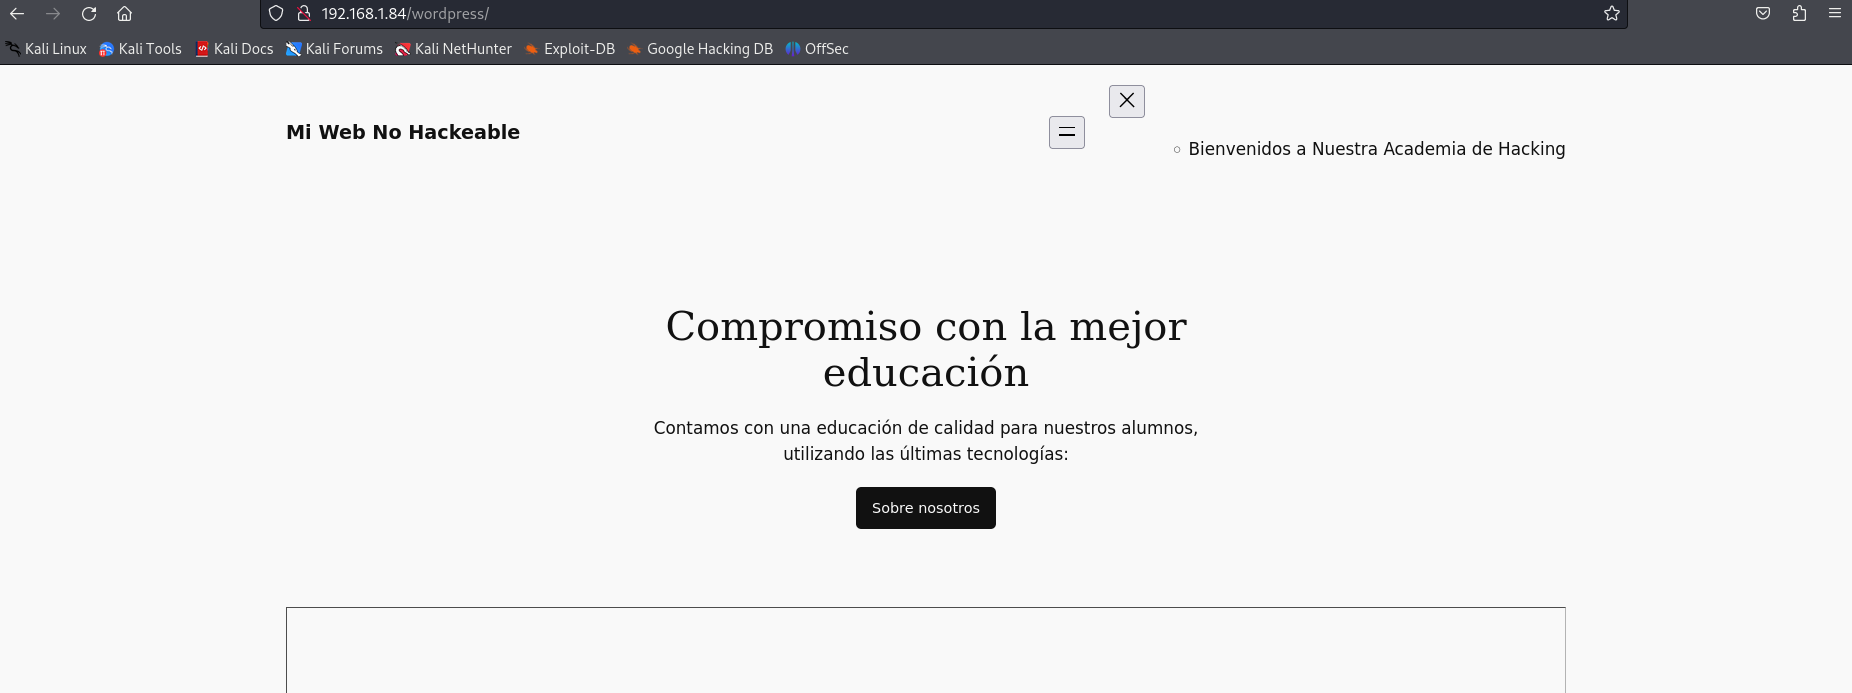 192.168.1.84/wordpress/
Kali Linux Kali Tools Kali Docs Kali Forums Kali NetHunter Exploit-DB Google Hacking DB OffSec
Mi Web No Hackeable
Bienvenidos a Nuestra Academia de Hacking
Compromiso con la mejor
educación
Contamos con una educación de calidad para nuestros alumnos,
utilizando las últimas tecnologías:
Sobre nosotros